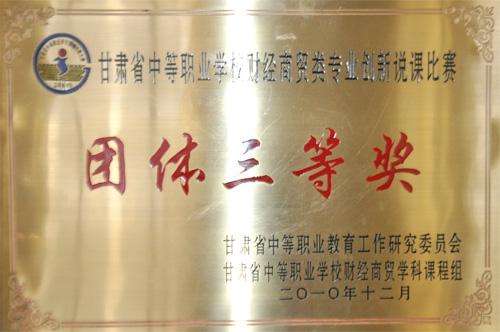 甘肃省中等职业学校财经商贸类专业创新说课比赛
团体三等奖
甘肃省中等职业教育工作研究委员会
甘肃省中等职业学校财经商贸学科课程组
二〇一〇年十二月